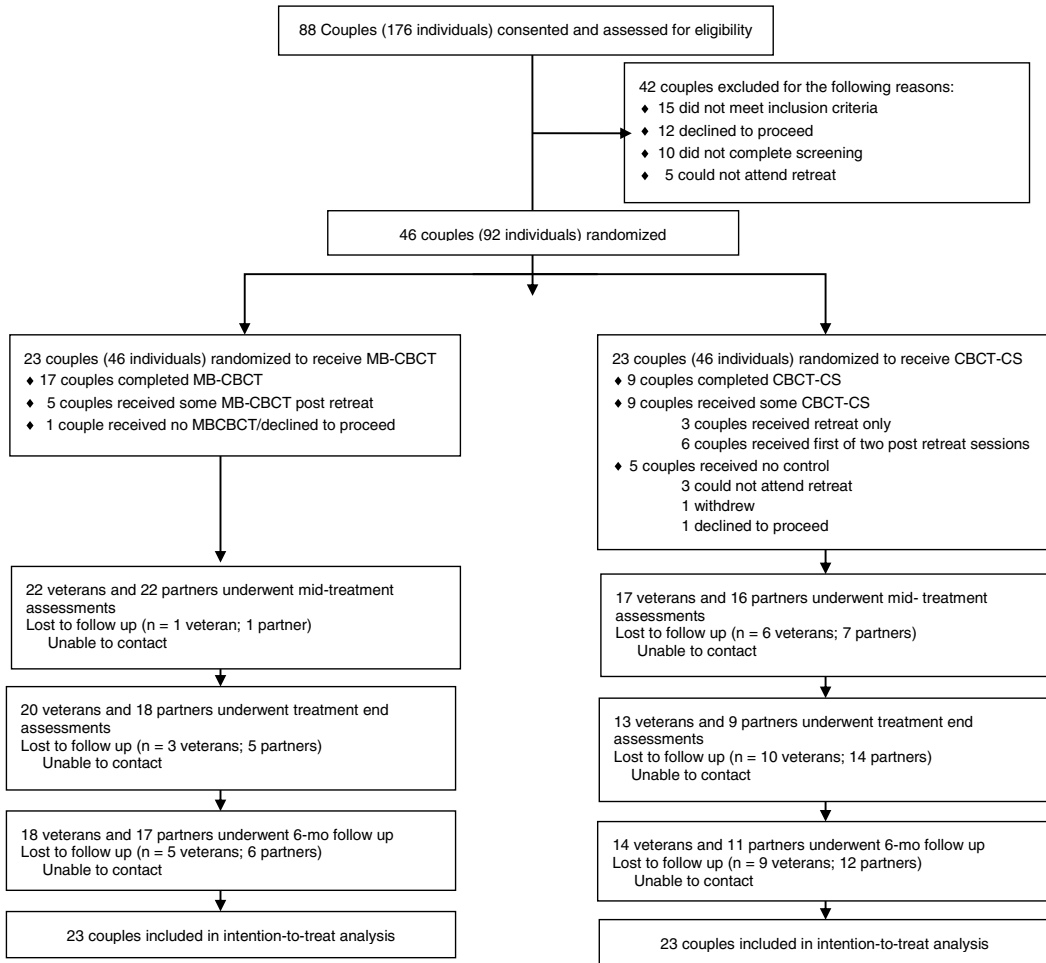 88 Couples (176 individuals) consented and assessed for eligibility
42 couples excluded for the following reasons:
♦ 15 did not meet inclusion criteria
♦ 12 declined to proceed
♦ 10 did not complete screening
♦ 5 could not attend retreat
46 couples (92 individuals) randomized
23 couples (46 individuals) randomized to receive MB-CBCT
♦ 17 couples completed MB-CBCT
♦ 5 couples received some MB-CBCT post retreat
♦ 1 couple received no MBCBCT/declined to proceed
23 couples (46 individuals) randomized to receive CBCT-CS
♦ 9 couples completed CBCT-CS
♦ 9 couples received some CBCT-CS
3 couples received retreat only
6 couples received first of two post retreat sessions
♦ 5 couples received no control
3 could not attend retreat
1 withdrew
1 declined to proceed
22 veterans and 22 partners underwent mid-treatment
assessments
Lost to follow up (n = 1 veteran; 1 partner)
Unable to contact
17 veterans and 16 partners underwent mid- treatment
assessments
Lost to follow up (n = 6 veterans; 7 partners)
Unable to contact
20 veterans and 18 partners underwent treatment end
assessments
Lost to follow up (n = 3 veterans; 5 partners)
Unable to contact
13 veterans and 9 partners underwent treatment end
assessments
Lost to follow up (n = 10 veterans; 14 partners)
Unable to contact
18 veterans and 17 partners underwent 6-mo follow up
Lost to follow up (n = 5 veterans; 6 partners)
Unable to contact
14 veterans and 11 partners underwent 6-mo follow up
Lost to follow up (n = 9 veterans; 12 partners)
Unable to contact
23 couples included in intention-to-treat analysis
23 couples included in intention-to-treat analysis